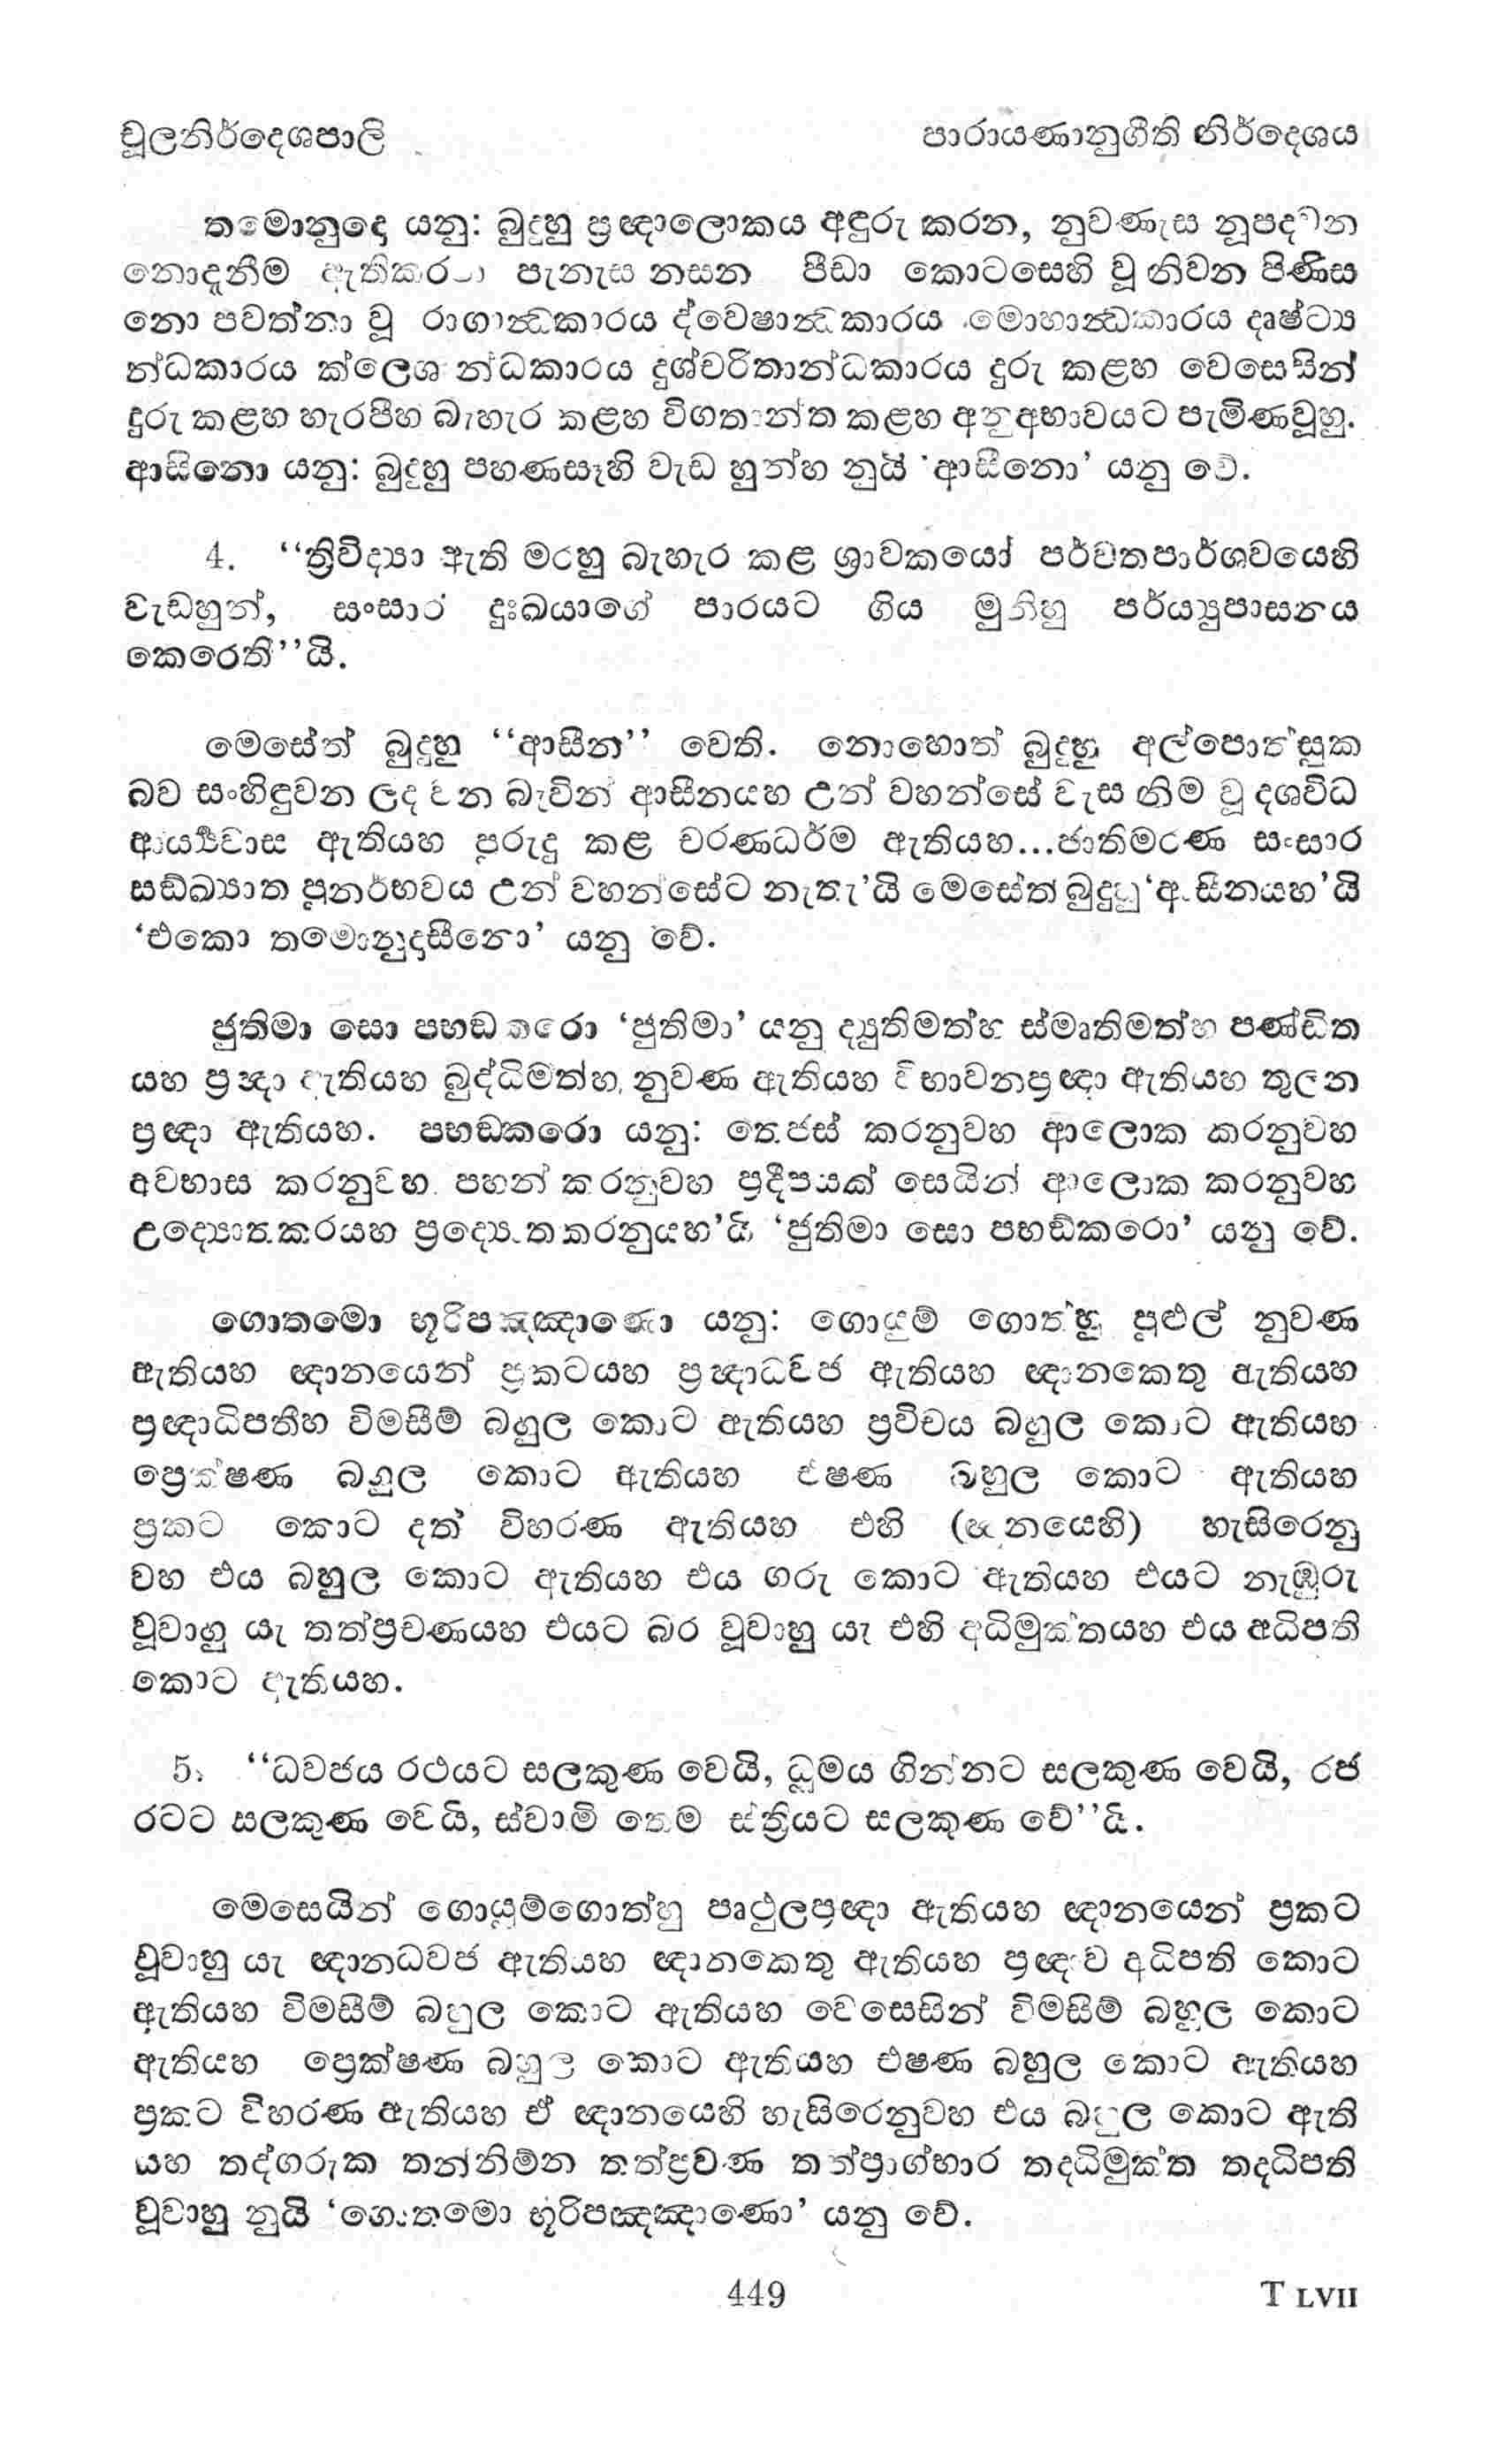 චූලනිර්දෙශපාලි
පාරායණානුගීති නිර්දෙශය
තමොනුදො යනු: බුදුහු ප්‍රඥාලොකය අඳුරු කරන, නුවණැස නූපදවන
නොදැනීම ඇතිකරනා පැනැස නසන පීඩා කොටසෙහි වූ නිවන පිණිස
නො පවත්නා වූ රාගාන්ධකාරය ද්වෙෂාන්ධකාරය මොහාන්ධකාරය දෘෂ්ට්‍ය
න්ධකාරය ක්ලෙශ න්ධකාරය දුශ්චරිතාන්ධකාරය දුරු කළහ වෙසෙසින්
දුරු කළහ හැරපීහ බැහැර කළහ විගතාන්ත කළහ අනුඅභාවයට පැමිණවූහු.
ආසිනො යනු: බුදුහු පහණසෑහි වැඩ හුන්හ නුයි 'ආසීනො' යනු වේ.
4. ‘‘ත්‍රිවිද්‍යා ඇති මරහු බැහැර කළ ශ්‍රාවකයෝ පර්වතපාර්ශවයෙහි
වැඩහුන්, සංසාර දුඃඛයාගේ පාරයට ගිය මුනිහු පර්ය්‍යුපාසනය
කෙරෙති’’යි.
මෙසේත් බුදුහු ‘‘ආසීන’’ වෙති. නොහොත් බුදුහු අල්පොත්සුක
බව සංහිඳුවන ලද වන බැවින් ආසීනයහ උන් වහන්සේ වැස නිම වූ දශවිධ
ආර්‍ය්‍යවාස ඇතියහ පුරුදු කළ චරණධර්ම ඇතියහ...ජාතිමරණ සංසාර
සඞ්ඛ්‍යාත පුනර්භවය උන් වහන්සේට නැතැ’යි මෙසේත් බුදුහු ‘ආසීනයහ’යි
‘එකො තමොනුදාසීනො’ යනු වේ.
ජුතිමා සො පභඞ්කරො ‘ජුතිමා’ යනු ද්‍යුතිමත්හ ස්මෘතිමත්හ පණ්ඩිත
යහ ප්‍රඥා ඇතියහ බුද්ධිමත්හ, නුවණ ඇතියහ විභාවනප්‍රඥා ඇතියහ තුලන
ප්‍රඥා ඇතියහ. පභඞ්කරො යනු: තෙජස් කරනුවහ ආලොක කරනුවහ
අවභාස කරනුවහ පහන් කරනුවහ ප්‍රදීපයක් සෙයින් ආලොක කරනුවහ
උද්‍යොතකරයහ ප්‍රද්‍යොතකරනුයහ’යි ‘ජුතිමා සො පභඞ්කරො’ යනු වේ.
ගොතමො භූරිපඤ්ඤාණො යනු: ගොයුම් ගොත්හු පුළුල් නුවණ
ඇතියහ ඥානයෙන් ප්‍රකටයහ ප්‍රඥාධ්වජ ඇතියහ ඥානකෙතු ඇතියහ
ප්‍රඥාධිපතීහ විමසීම් බහුල කොට ඇතියහ ප්‍රවිචය බහුල කොට ඇතියහ
ප්‍රෙක්ෂණ බහුල කොට ඇතියහ එෂණ බහුල කොට ඇතියහ
ප්‍රකට කොට දත් විහරණ ඇතියහ එහි (ඥානයෙහි) හැසිරෙනු
වහ එය බහුල කොට ඇතියහ එය ගරු කොට ඇතියහ එයට නැඹුරු
වූවාහු යැ තත්ප්‍රවණයහ එයට බර වූවාහු යැ එහි අධිමුක්තයහ එය අධිපති
කොට ඇතියහ.
5. ‘‘ධ්වජය රථයට සලකුණ වෙයි, ධූමය ගින්නට සලකුණ වෙයි, රජ
රටට සලකුණ වෙයි, ස්වාමි තෙම ස්ත්‍රියට සලකුණ වේ’’යි.
මෙසෙයින් ගොයුම්ගොත්හු පෘථුලප්‍රඥා ඇතියහ ඥානයෙන් ප්‍රකට
වූවාහු යැ ඥානධ්වජ ඇතියහ ඥානකෙතු ඇතියහ ප්‍රඥාව අධිපති කොට
ඇතියහ විමසීම් බහුල කොට ඇතියහ වෙසෙසින් විමසීම් බහුල කොට
ඇතියහ ප්‍රෙක්ෂණ බහුල කොට ඇතියහ එෂණ බහුල කොට ඇතියහ
ප්‍රකට විහරණ ඇතියහ ඒ ඥානයෙහි හැසිරෙනුවහ එය බහුල කොට ඇති
යහ තද්ගරුක තන්නිම්න තත්ප්‍රවණ තත්ප්‍රාග්භාර තදධිමුක්ත තදධිපති
වූවාහු නුයි ‘ගොතමො භූරිපඤ්ඤාණො’ යනු වේ.
449
T LVII